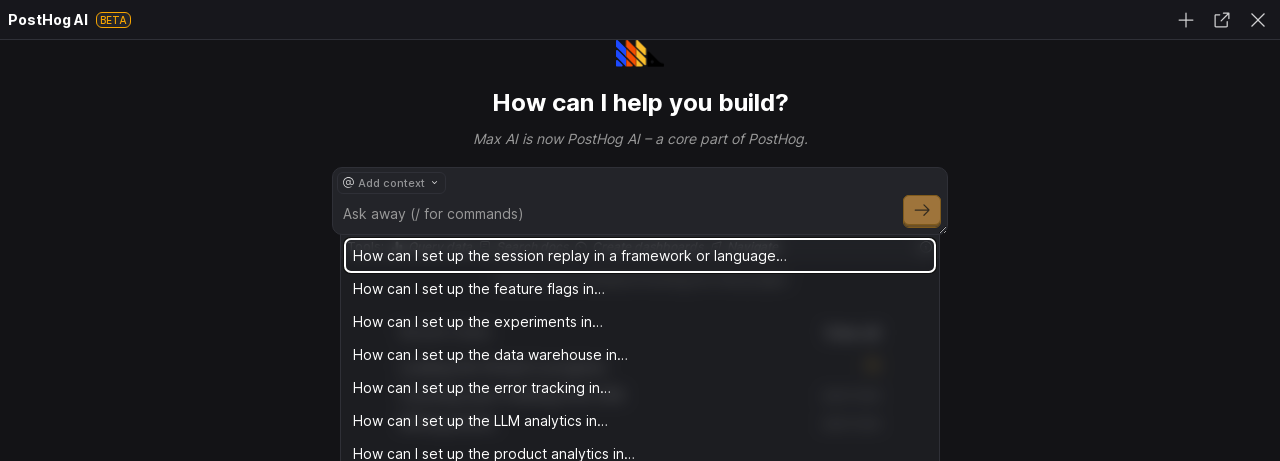 PostHog AI BETA
How can I help you build?
Max AI is now PostHog AI – a core part of PostHog.
@ Add context
Ask away (/ for commands)
How can I set up the session replay in a framework or language…
How can I set up the feature flags in…
How can I set up the experiments in…
How can I set up the data warehouse in…
How can I set up the error tracking in…
How can I set up the LLM analytics in…
How can I set up the product analytics in…